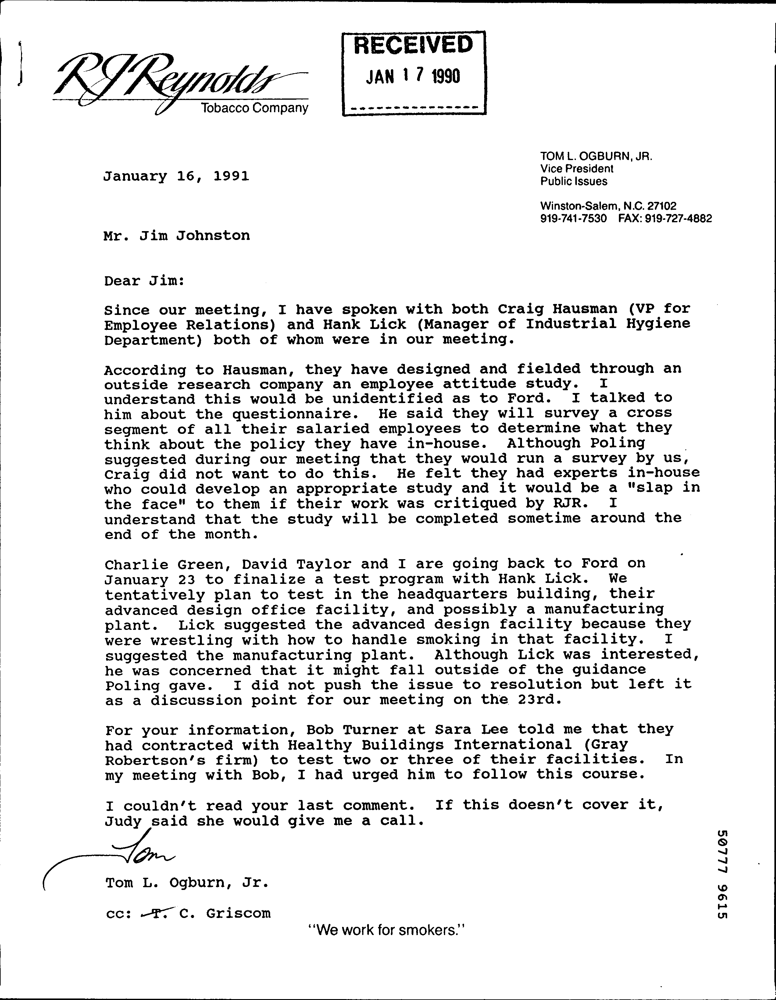 RJReynolds
Tobacco Company
RECEIVED
JAN 17 1990
TOM L. OGBURN, JR.
Vice President
Public Issues
Winston-Salem, N.C. 27102
919-741-7530 FAX: 919-727-4882
January 16, 1991
Mr. Jim Johnston
Dear Jim:
Since our meeting, I have spoken with both Craig Hausman (VP for
Employee Relations) and Hank Lick (Manager of Industrial Hygiene
Department) both of whom were in our meeting.
According to Hausman, they have designed and fielded through an
outside research company an employee attitude study. I
understand this would be unidentified as to Ford. I talked to
him about the questionnaire. He said they will survey a cross
segment of all their salaried employees to determine what they
think about the policy they have in-house. Although Poling
suggested during our meeting that they would run a survey by us,
Craig did not want to do this. He felt they had experts in-house
who could develop an appropriate study and it would be a "slap in
the face" to them if their work was critiqued by RJR. I
understand that the study will be completed sometime around the
end of the month.
Charlie Green, David Taylor and I are going back to Ford on
January 23 to finalize a test program with Hank Lick. We
tentatively plan to test in the headquarters building, their
advanced design office facility, and possibly a manufacturing
plant. Lick suggested the advanced design facility because they
were wrestling with how to handle smoking in that facility. I
suggested the manufacturing plant. Although Lick was interested,
he was concerned that it might fall outside of the guidance
Poling gave. I did not push the issue to resolution but left it
as a discussion point for our meeting on the 23rd.
For your information, Bob Turner at Sara Lee told me that they
had contracted with Healthy Buildings International (Gray
Robertson's firm) to test two or three of their facilities. In
my meeting with Bob, I had urged him to follow this course.
I couldn't read your last comment. If this doesn't cover it,
Judy said she would give me a call.
Tom
Tom L. Ogburn, Jr.
cc: T. C. Griscom
"We work for smokers."
50777 9615